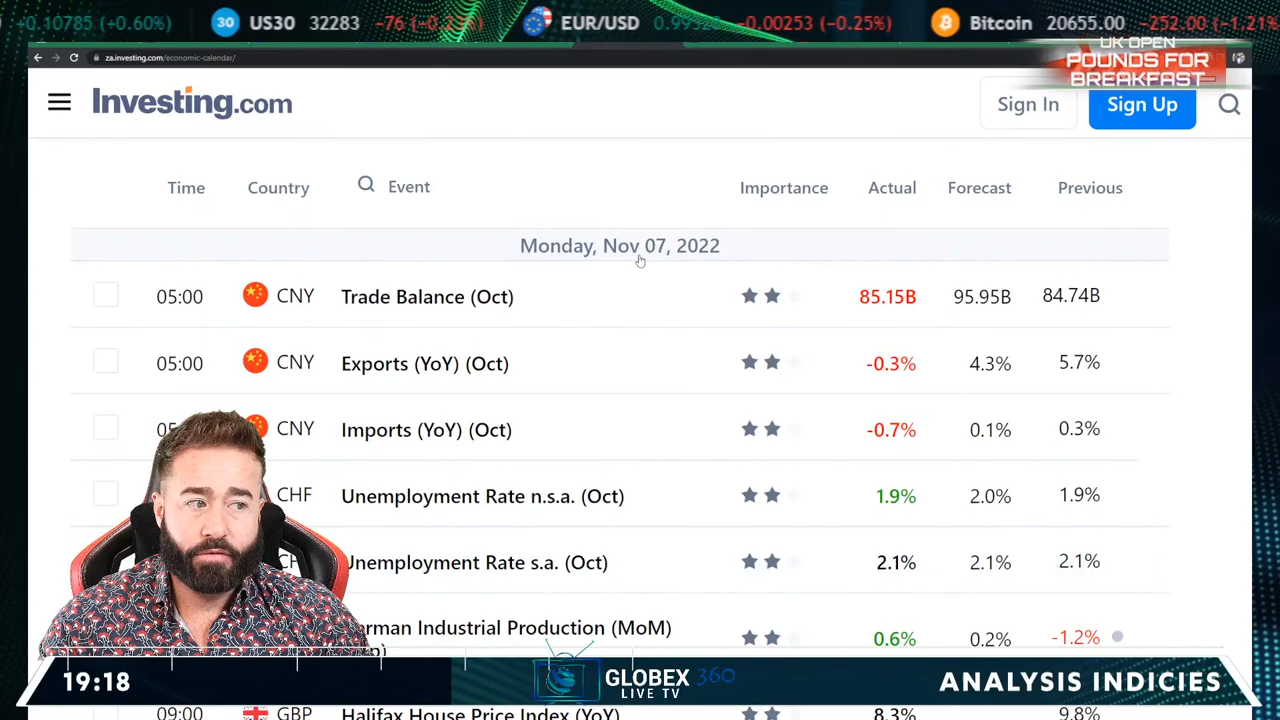 +0.10785 (+0.60%) 30 US30 32283 -76 (-0.23%) EUR/USD -0.00253 (-0.25%) Bitcoin 20655.00 -252.00 (-1.21%
za.investing.com/economic-calendar/
UK OPEN
POUNDS FOR
BREAKFAST
Investing.com
Sign In
Sign Up
Time Country Event Importance Actual Forecast Previous
Monday, Nov 07, 2022
05:00 CNY Trade Balance (Oct) 85.15B 95.95B 84.74B
05:00 CNY Exports (YoY) (Oct) -0.3% 4.3% 5.7%
CNY Imports (YoY) (Oct) -0.7% 0.1% 0.3%
CHF Unemployment Rate n.s.a. (Oct) 1.9% 2.0% 1.9%
Unemployment Rate s.a. (Oct) 2.1% 2.1% 2.1%
rman Industrial Production (MoM) 0.6% 0.2% -1.2%
19:18
GLOBEX 360
LIVE TV
ANALYSIS INDICIES
09:00 GBP Halifax House Price Index (YoY) 8.3% 9.8%